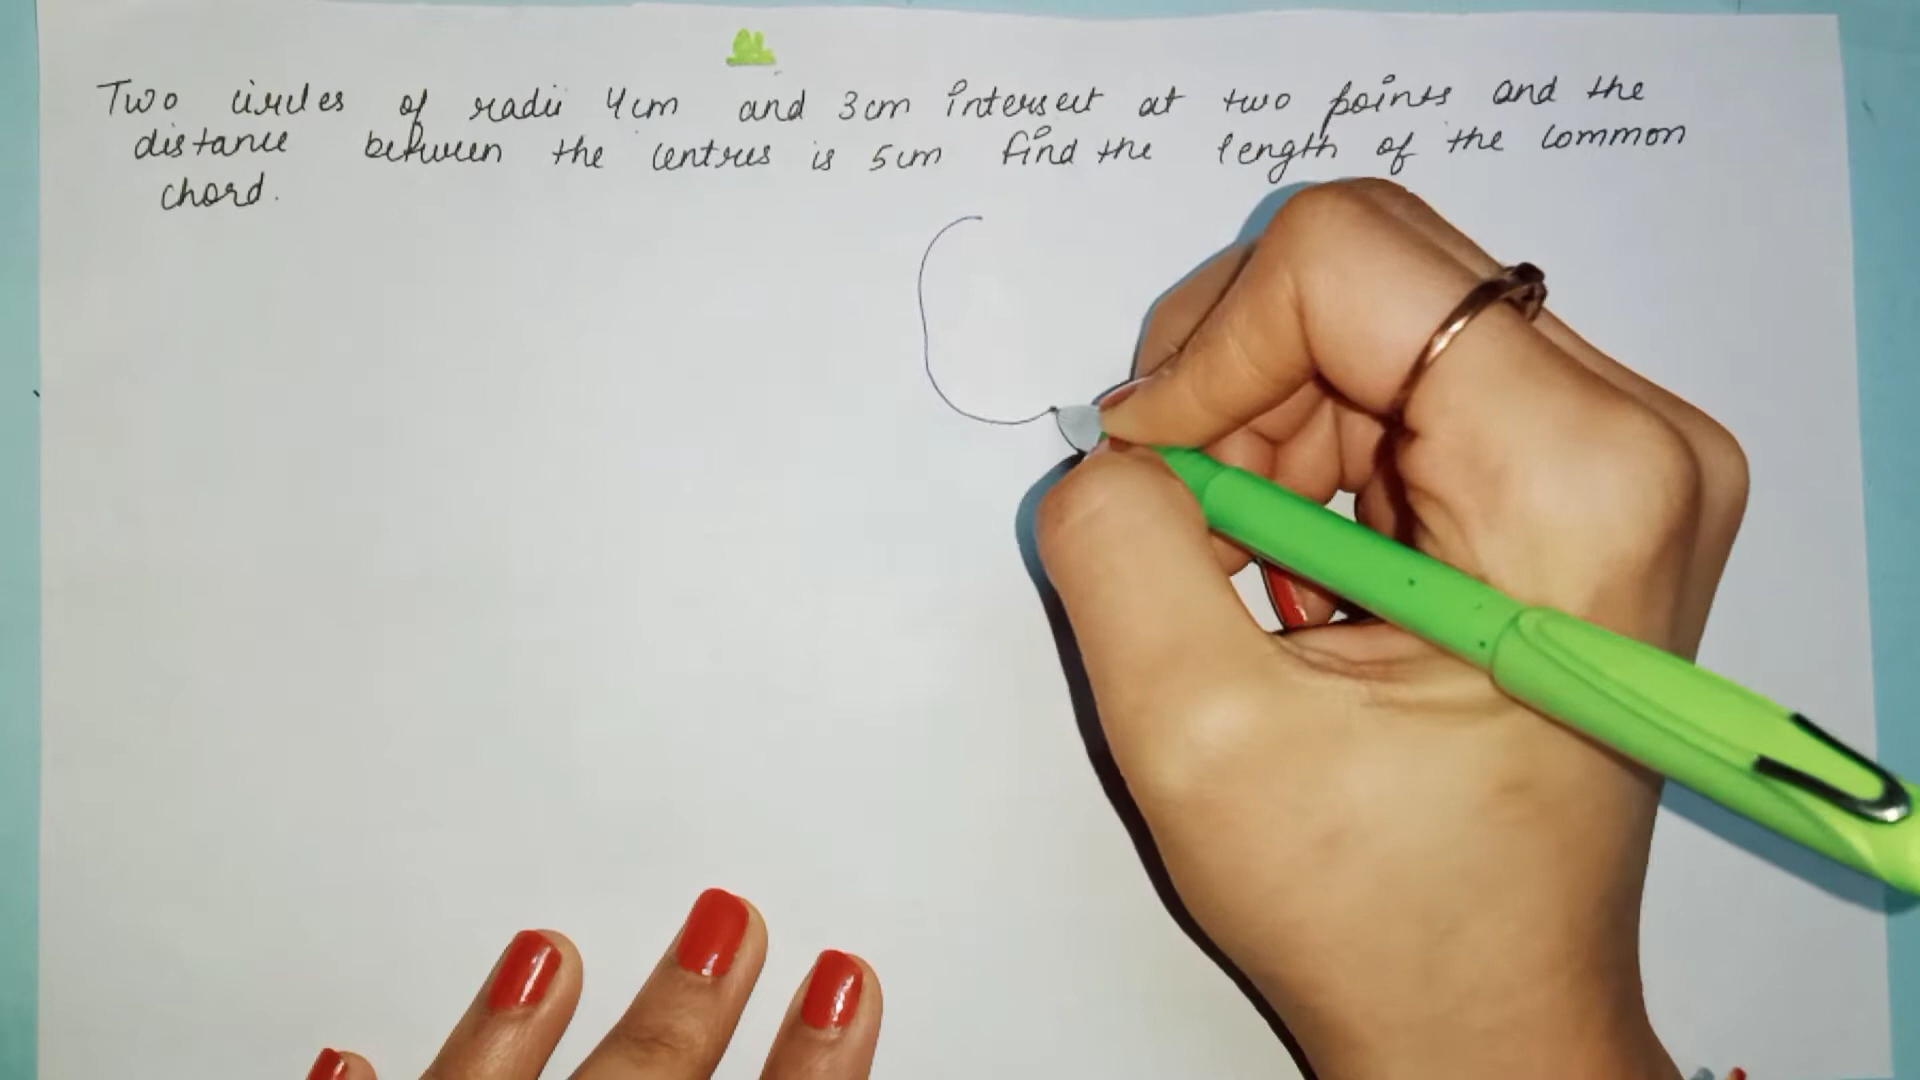 Two circles of radii 4cm and 3cm intersect at two points and the
distance between the centres is 5cm find the length of the common
chord.